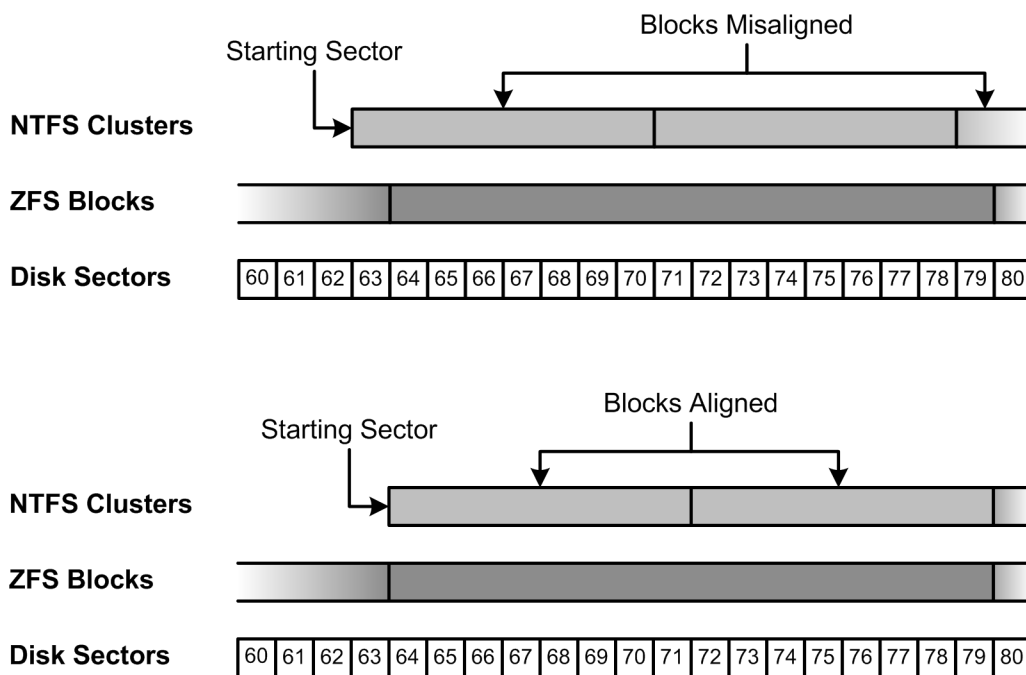 Blocks Misaligned
Starting Sector
NTFS Clusters
ZFS Blocks
Disk Sectors 60 61 62 63 64 65 66 67 68 69 70 71 72 73 74 75 76 77 78 79 80
Blocks Aligned
Starting Sector
NTFS Clusters
ZFS Blocks
Disk Sectors 60 61 62 63 64 65 66 67 68 69 70 71 72 73 74 75 76 77 78 79 80